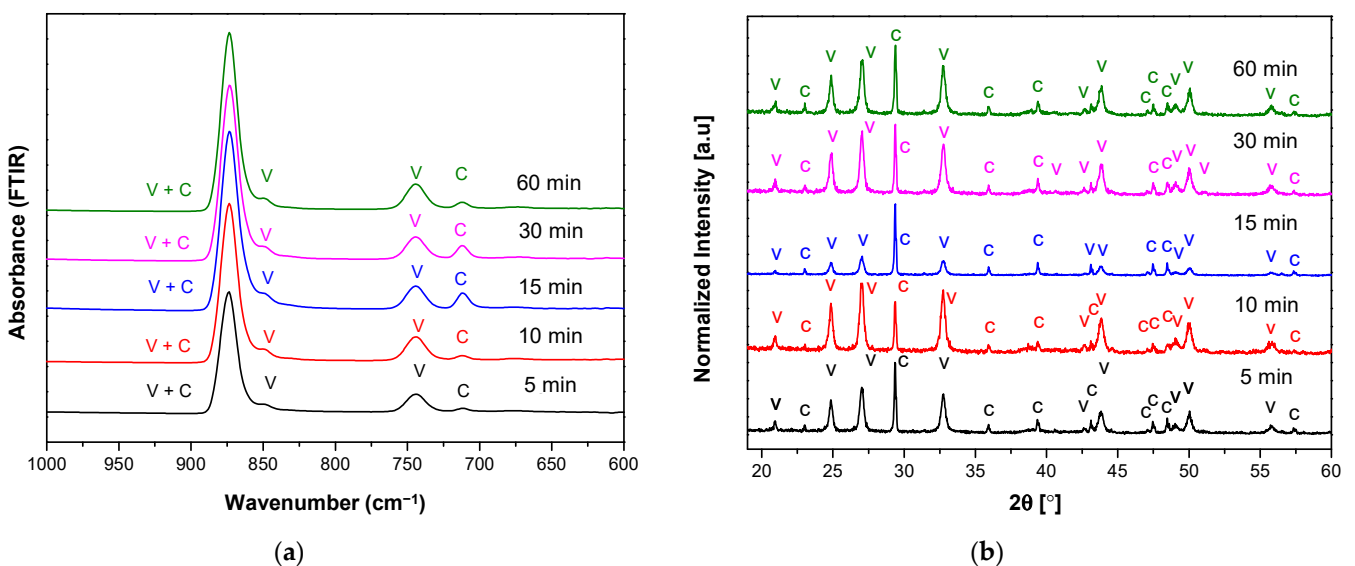 Absorbance (FTIR)
V + C V V C 60 min
V + C V V C 30 min
V + C V V C 15 min
V + C V V C 10 min
V + C V V C 5 min
1000 950 900 850 800 750 700 650 600
Wavenumber (cm⁻¹)
(a)
Normalized Intensity [a.u]
V C V V C V C C V V C C C V V V C 60 min
V C V V C V C C V V V C C V V V V C 30 min
V C V V C V C C V V C C V V V C 15 min
V C V V C V C C V C V C C C V V V C 10 min
V C V V C V C C V C V C C C V V V C 5 min
20 25 30 35 40 45 50 55 60
2θ [°]
(b)